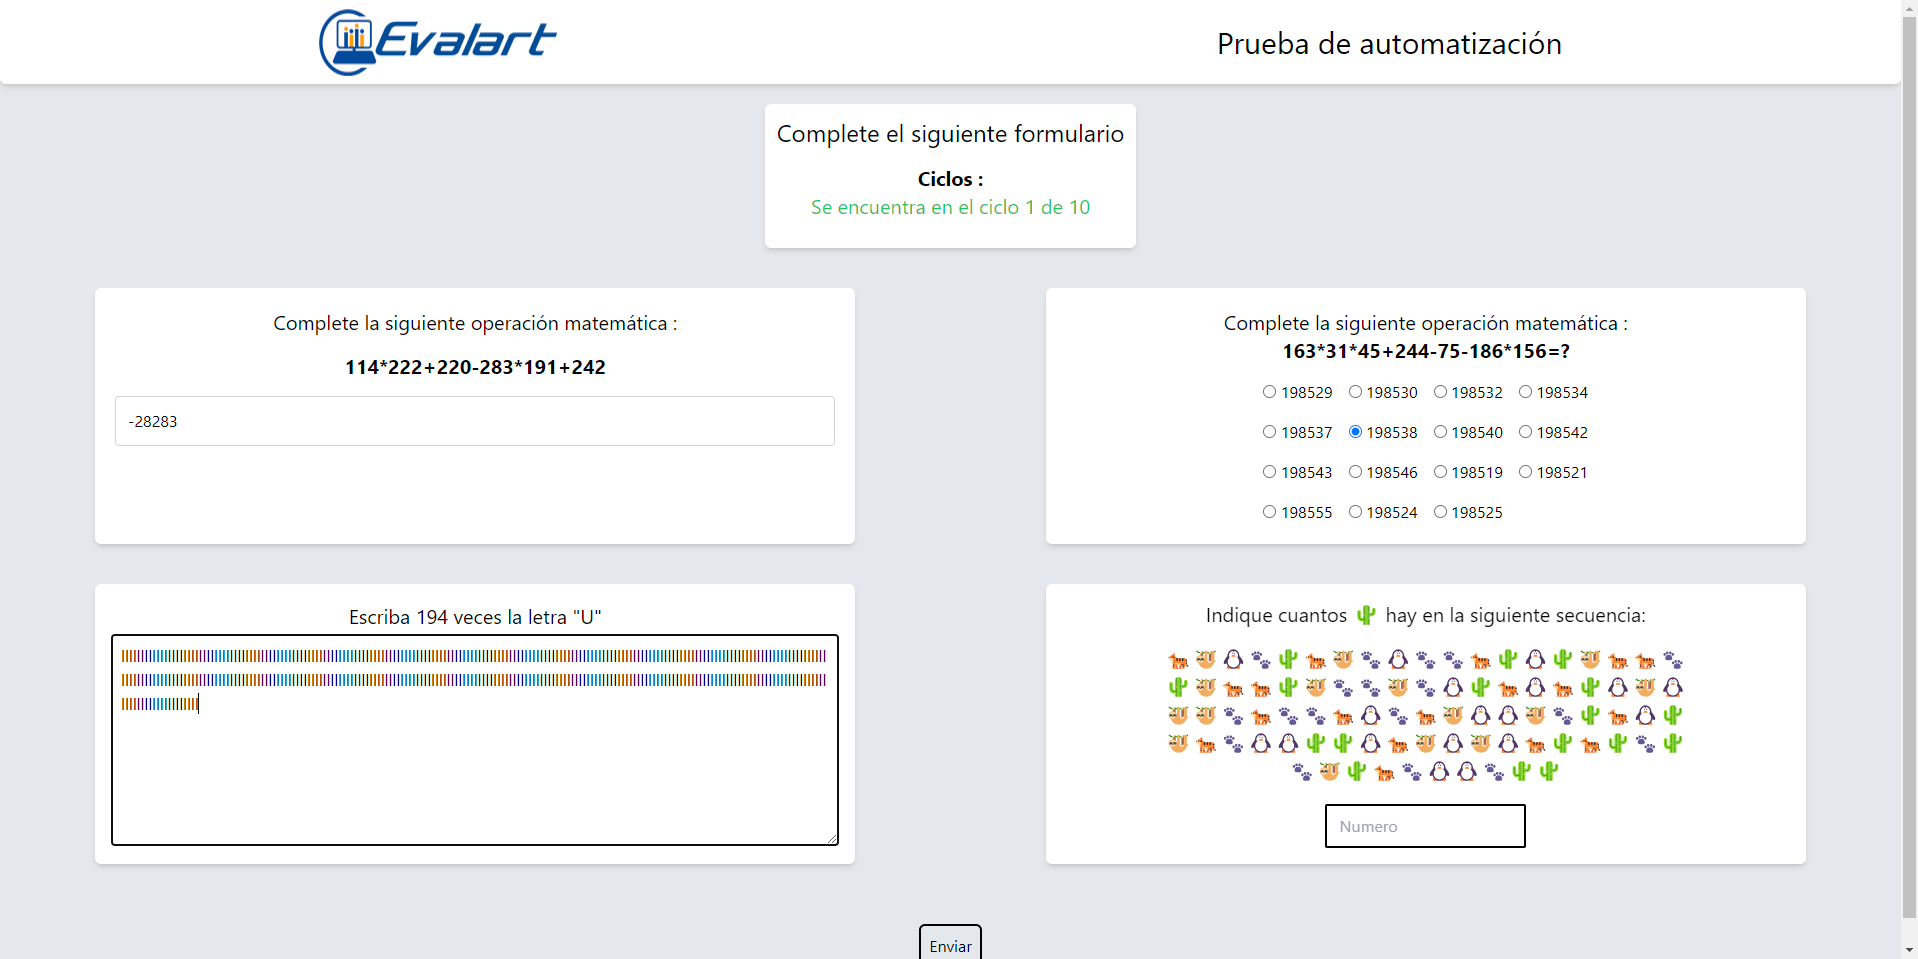 Evalart
Prueba de automatización
Complete el siguiente formulario
Ciclos :
Se encuentra en el ciclo 1 de 10
Complete la siguiente operación matemática :
114*222+220-283*191+242
-28283
Complete la siguiente operación matemática :
163*31*45+244-75-186*156=?
198529 198530 198532 198534
198537 198538 198540 198542
198543 198546 198519 198521
198555 198524 198525
Escriba 194 veces la letra "U"
Indique cuantos 🌵 hay en la siguiente secuencia:
Numero
Enviar